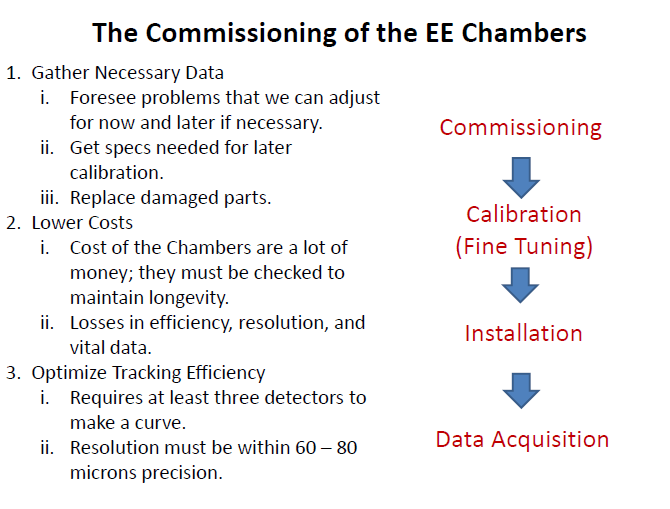 The Commissioning of the EE Chambers
1. Gather Necessary Data
i. Foresee problems that we can adjust
for now and later if necessary.
ii. Get specs needed for later
calibration.
iii. Replace damaged parts.
2. Lower Costs
i. Cost of the Chambers are a lot of
money; they must be checked to
maintain longevity.
ii. Losses in efficiency, resolution, and
vital data.
3. Optimize Tracking Efficiency
i. Requires at least three detectors to
make a curve.
ii. Resolution must be within 60 – 80
microns precision.
Commissioning
Calibration
(Fine Tuning)
Installation
Data Acquisition